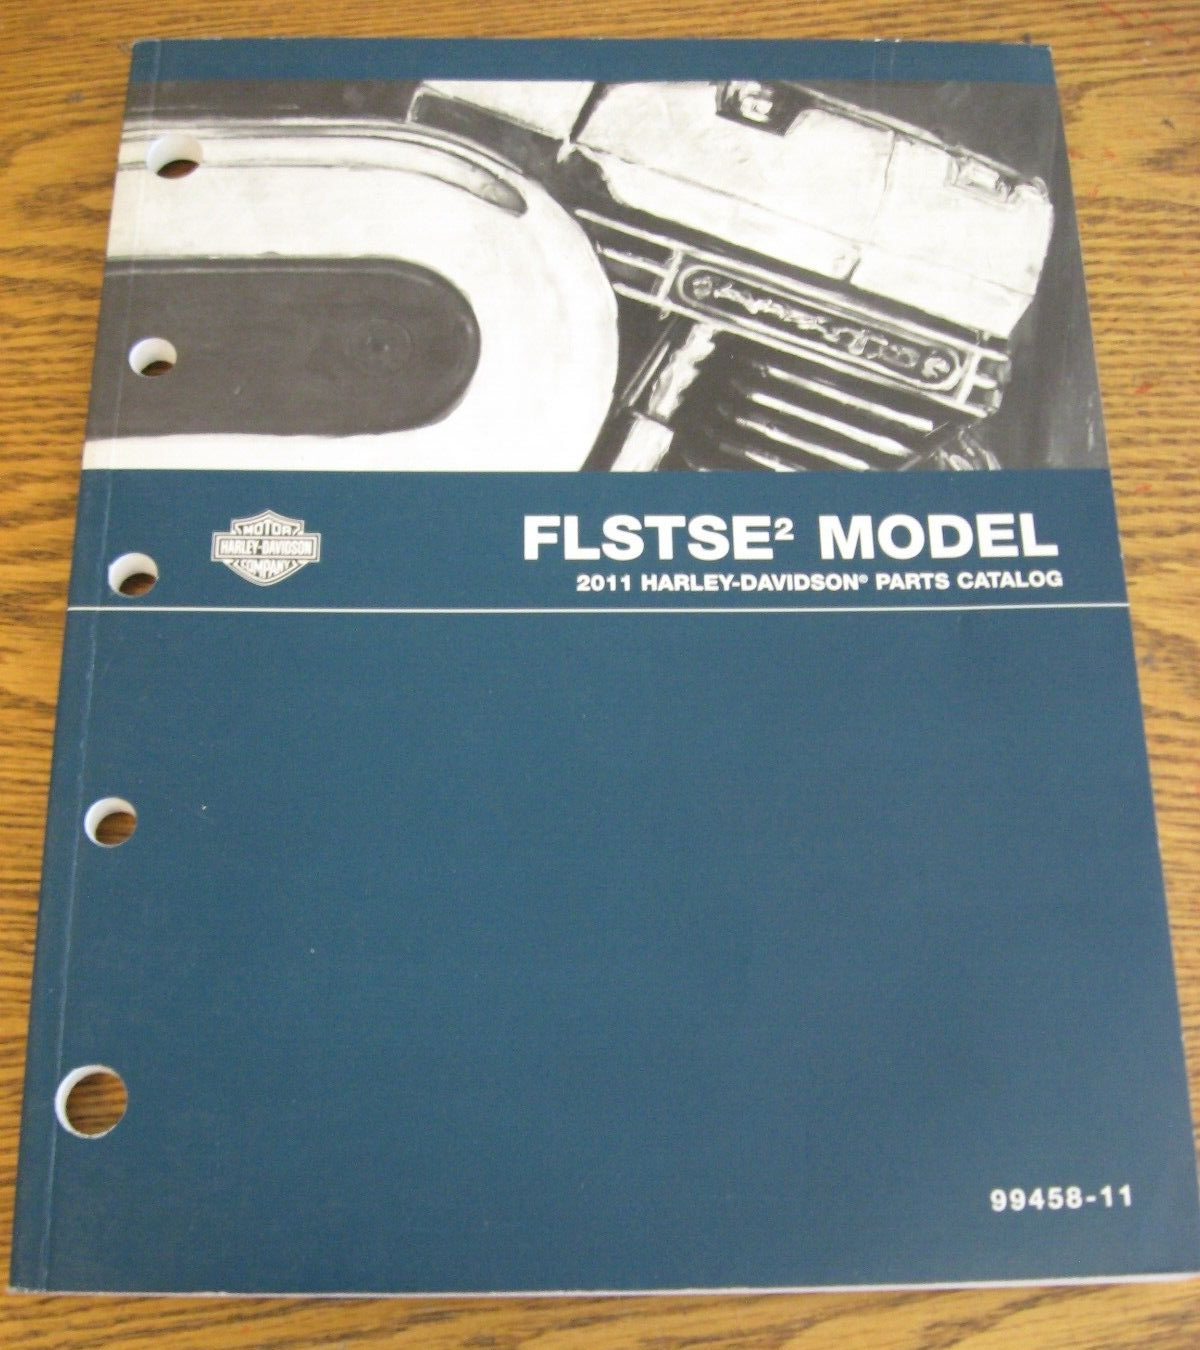 MOTOR
HARLEY-DAVIDSON
COMPANY
FLSTSE² MODEL
2011 HARLEY-DAVIDSON® PARTS CATALOG
99458-11